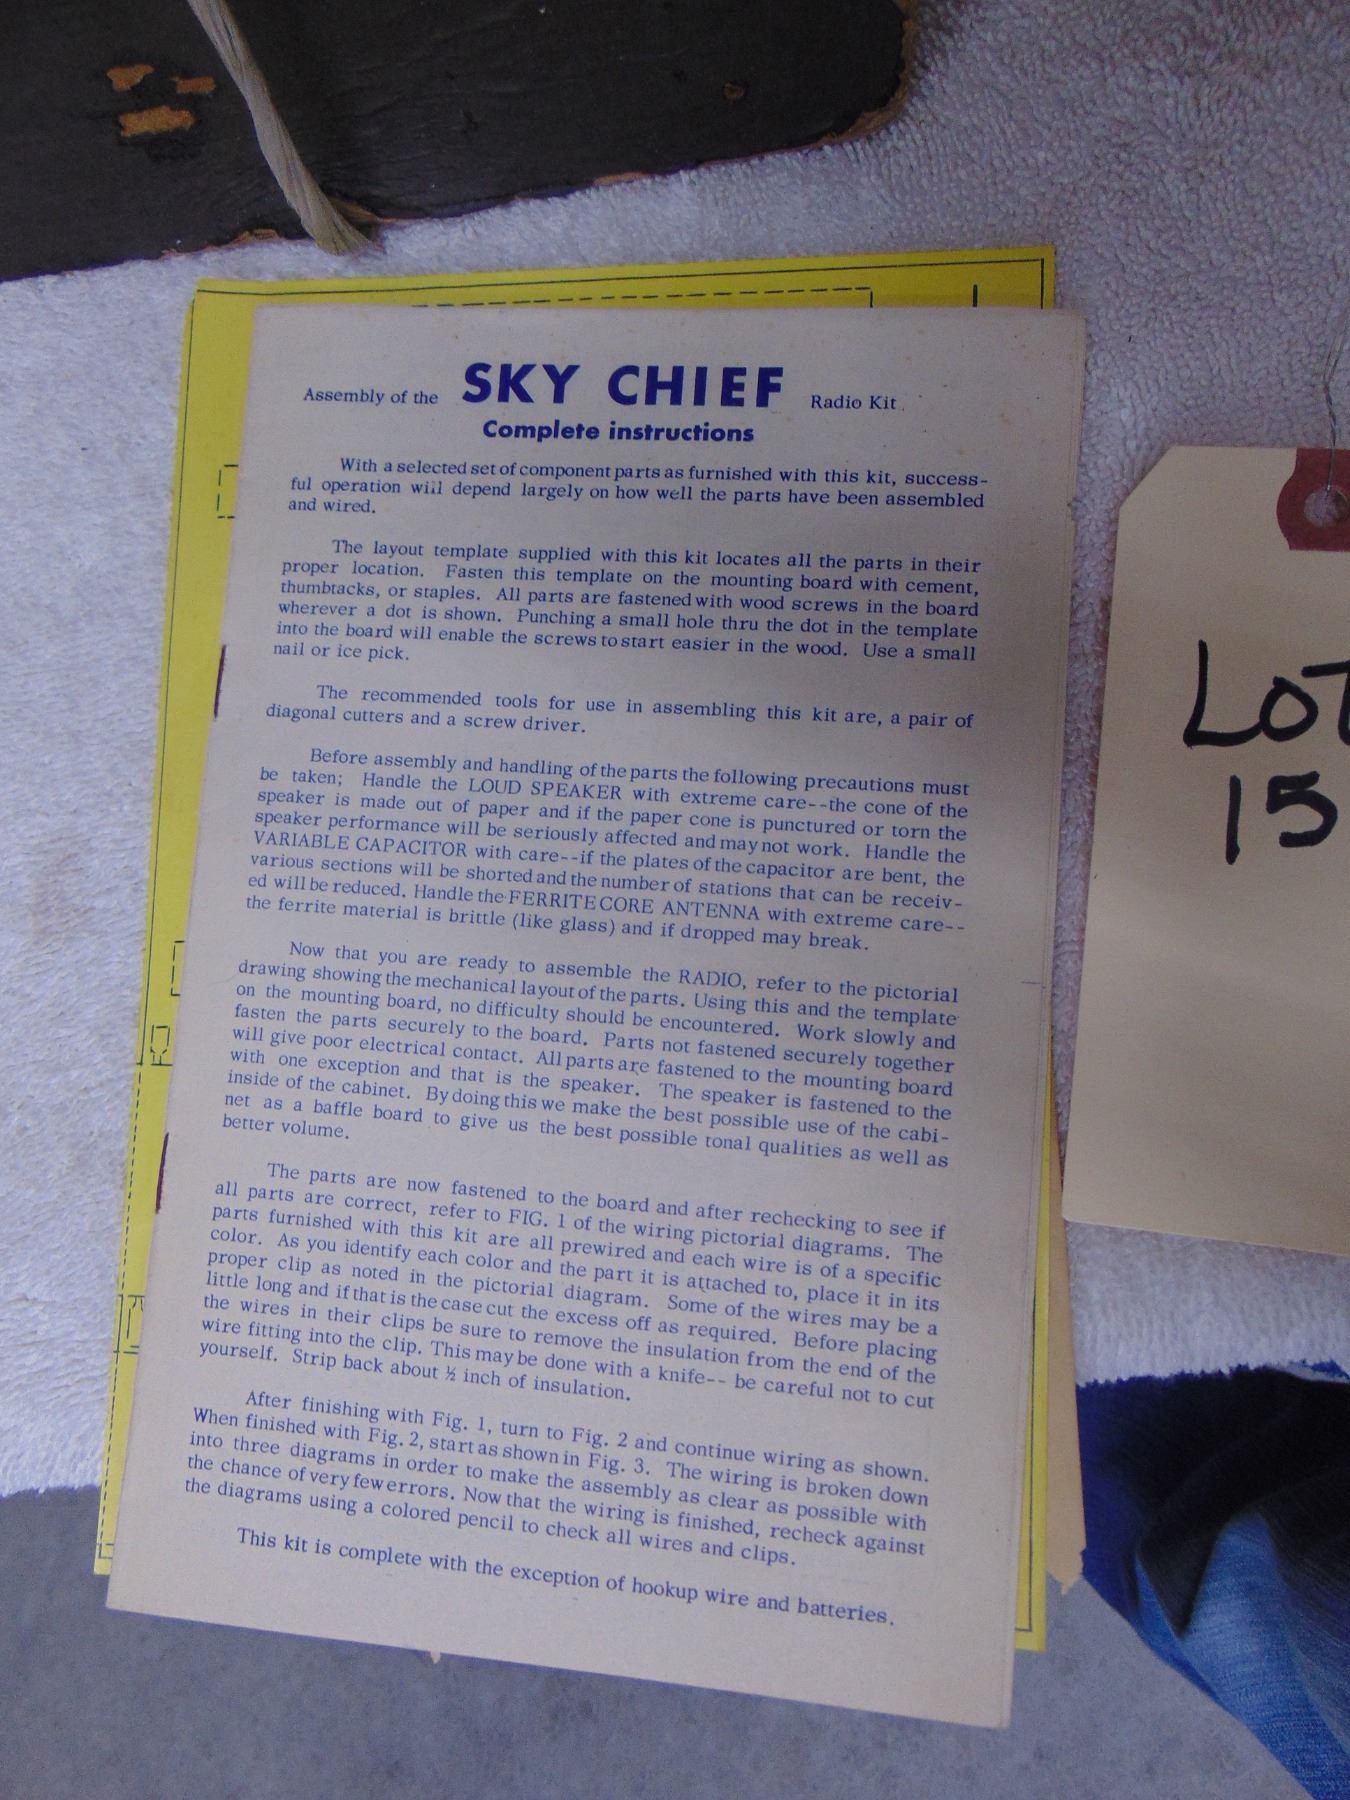 Assembly of the SKY CHIEF Radio Kit
Complete instructions
With a selected set of component parts as furnished with this kit, success-
ful operation will depend largely on how well the parts have been assembled
and wired.
The layout template supplied with this kit locates all the parts in their
proper location. Fasten this template on the mounting board with cement,
thumbtacks, or staples. All parts are fastened with wood screws in the board
wherever a dot is shown. Punching a small hole thru the dot in the template
into the board will enable the screws to start easier in the wood. Use a small
nail or ice pick.
The recommended tools for use in assembling this kit are, a pair of
diagonal cutters and a screw driver.
Before assembly and handling of the parts the following precautions must
be taken; Handle the LOUD SPEAKER with extreme care--the cone of the
speaker is made out of paper and if the paper cone is punctured or torn the
speaker performance will be seriously affected and may not work. Handle the
VARIABLE CAPACITOR with care--if the plates of the capacitor are bent, the
various sections will be shorted and the number of stations that can be receiv-
ed will be reduced. Handle the FERRITE CORE ANTENNA with extreme care--
the ferrite material is brittle (like glass) and if dropped may break.
Now that you are ready to assemble the RADIO, refer to the pictorial
drawing showing the mechanical layout of the parts. Using this and the template
on the mounting board, no difficulty should be encountered. Work slowly and
fasten the parts securely to the board. Parts not fastened securely together
will give poor electrical contact. All parts are fastened to the mounting board
with one exception and that is the speaker. The speaker is fastened to the
inside of the cabinet. By doing this we make the best possible use of the cabi-
net as a baffle board to give us the best possible tonal qualities as well as
better volume.
The parts are now fastened to the board and after rechecking to see if
all parts are correct, refer to FIG. 1 of the wiring pictorial diagrams. The
parts furnished with this kit are all prewired and each wire is of a specific
color. As you identify each color and the part it is attached to, place it in its
proper clip as noted in the pictorial diagram. Some of the wires may be a
little long and if that is the case cut the excess off as required. Before placing
the wires in their clips be sure to remove the insulation from the end of the
wire fitting into the clip. This may be done with a knife-- be careful not to cut
yourself. Strip back about ½ inch of insulation.
After finishing with Fig. 1, turn to Fig. 2 and continue wiring as shown.
When finished with Fig. 2, start as shown in Fig. 3. The wiring is broken down
into three diagrams in order to make the assembly as clear as possible with
the chance of very few errors. Now that the wiring is finished, recheck against
the diagrams using a colored pencil to check all wires and clips.
This kit is complete with the exception of hookup wire and batteries.
LOT
15